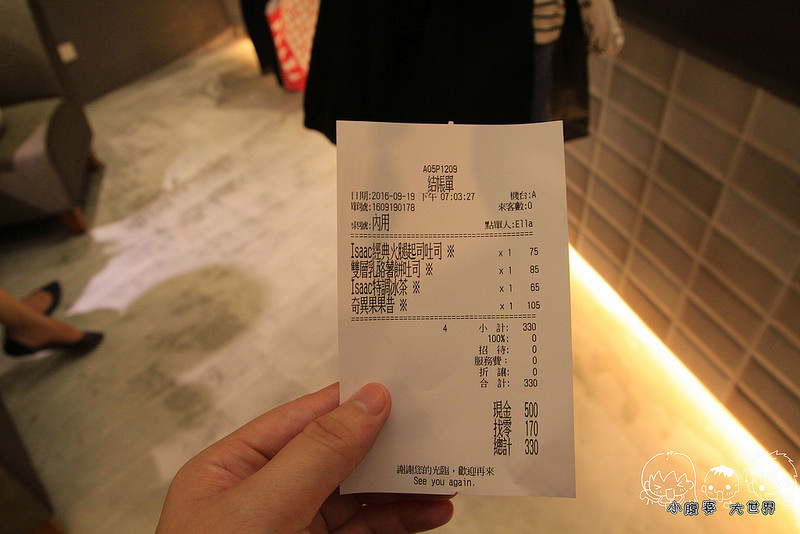 A05P1209
結帳單
日期:2016-09-19 下午 07:03:27 機台:A
單號:1609190178 來客數:0
桌號:內用 點單人:Ella
Isaac經典火腿起司吐司 ※ x 1 75
雙層乳酪薯餅吐司 ※ x 1 85
Isaac特調冰茶 ※ x 1 65
奇異果果昔 ※ x 1 105
4 小 計: 330
100%: 0
招 待: 0
服務費: 0
折 讓: 0
合 計: 330
現金 500
找零 170
總計 330
謝謝您的光臨，歡迎再來
See you again.
小腹婆 大世界